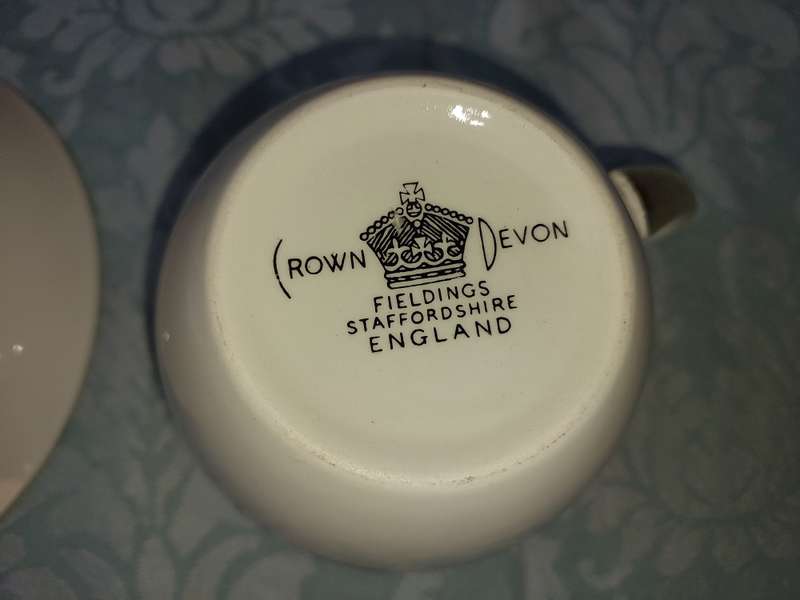 CROWN DEVON
FIELDINGS
STAFFORDSHIRE
ENGLAND